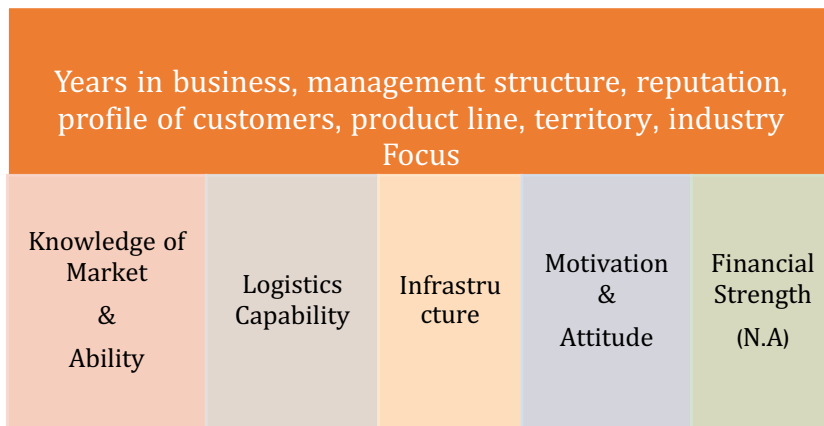 Years in business, management structure, reputation,
profile of customers, product line, territory, industry
Focus
Knowledge of
Market
&
Ability
Logistics
Capability
Infrastru
cture
Motivation
&
Attitude
Financial
Strength
(N.A)